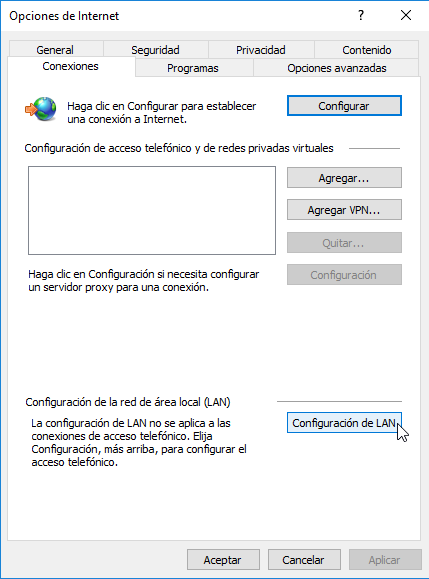 Opciones de Internet
?
General Seguridad Privacidad Contenido
Conexiones Programas Opciones avanzadas
Haga clic en Configurar para establecer
una conexión a Internet.
Configurar
Configuración de acceso telefónico y de redes privadas virtuales
Agregar...
Agregar VPN...
Quitar...
Haga clic en Configuración si necesita configurar
un servidor proxy para una conexión.
Configuración
Configuración de la red de área local (LAN)
La configuración de LAN no se aplica a las
conexiones de acceso telefónico. Elija
Configuración, más arriba, para configurar el
acceso telefónico.
Configuración de LAN
Aceptar Cancelar Aplicar